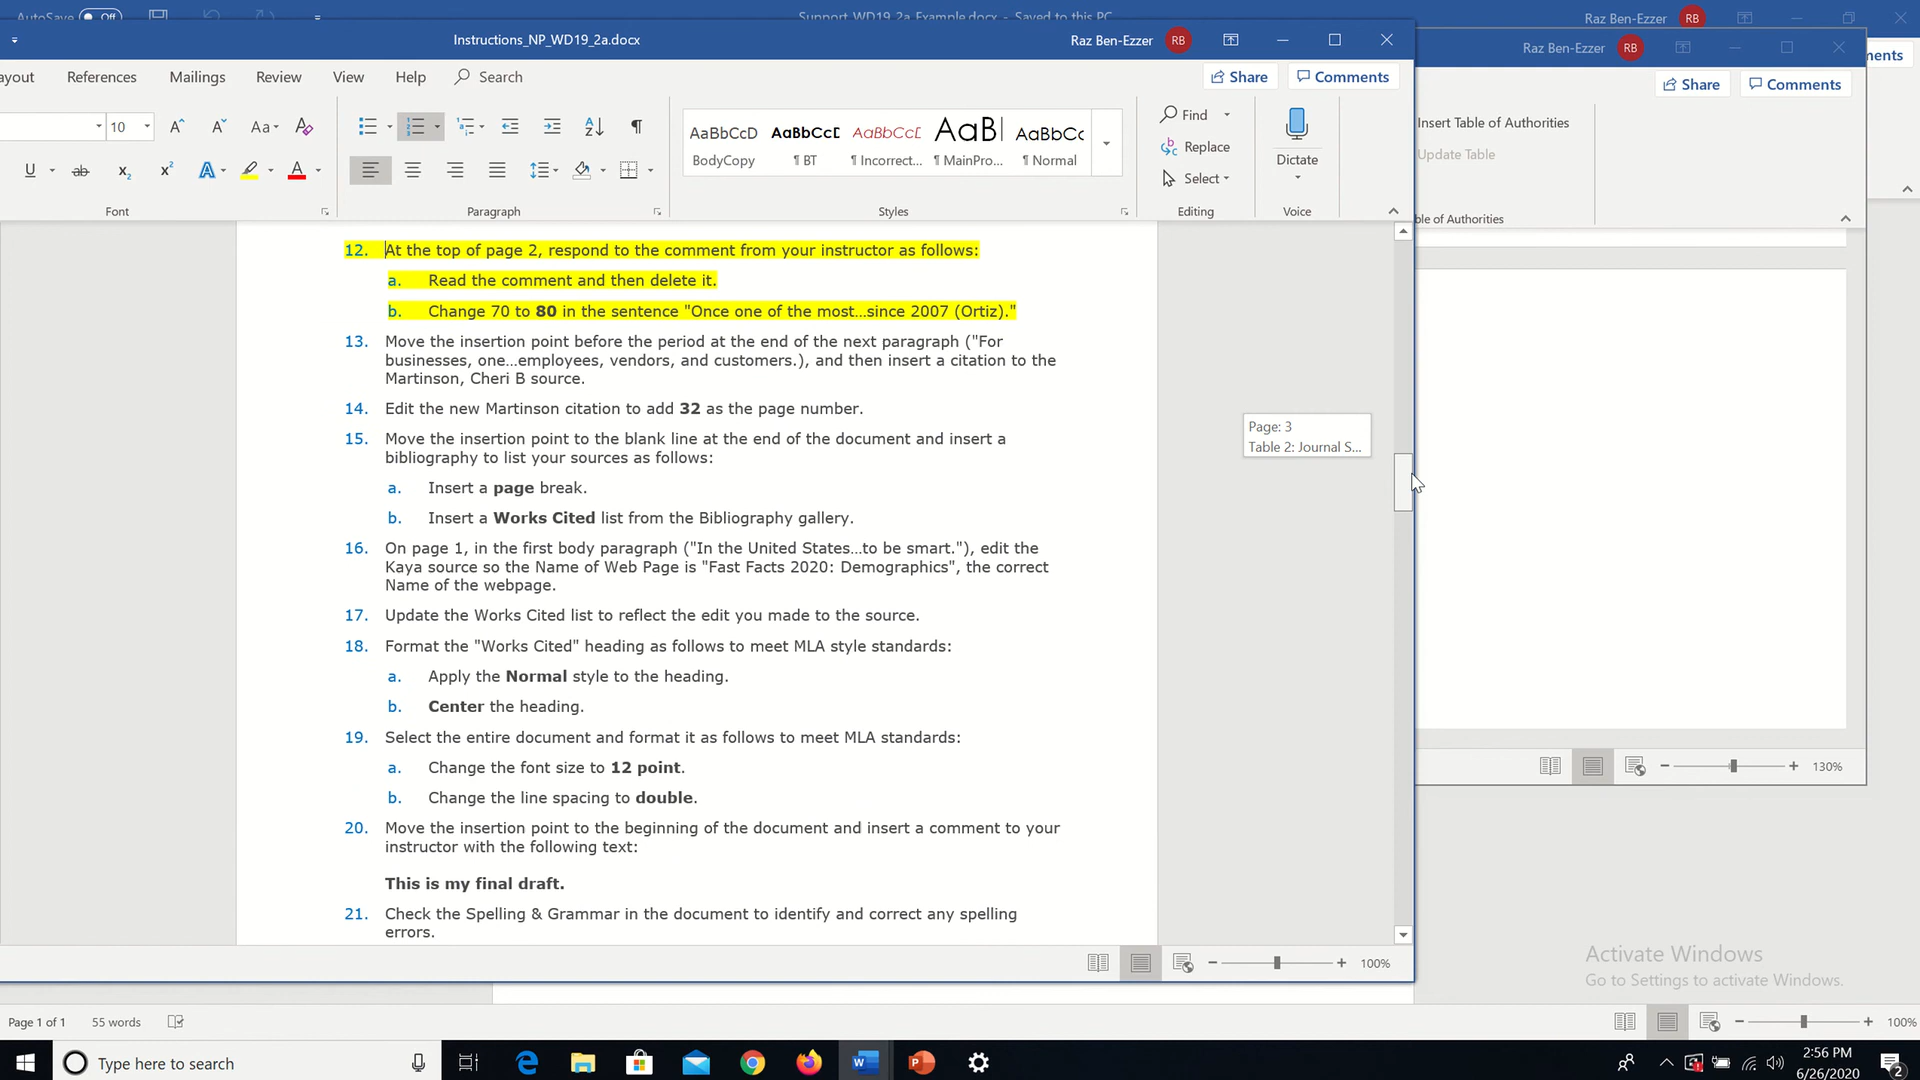 AutoSave Off
Support_WD19_2a_Example.docx - Saved to this PC
Raz Ben-Ezzer RB
Instructions_NP_WD19_2a.docx
Raz Ben-Ezzer RB
Raz Ben-Ezzer RB
ayout References Mailings Review View Help Search
Share Comments
Share Comments
ments
10 Aa
AaBbCcD AaBbCcD AaBbCcD AaB AaBbCc
BodyCopy ¶ BT ¶ Incorrect... ¶ MainPro... ¶ Normal
Find
Replace
Select
Dictate
Insert Table of Authorities
Update Table
Font Paragraph Styles Editing Voice
ble of Authorities
12. At the top of page 2, respond to the comment from your instructor as follows:
a. Read the comment and then delete it.
b. Change 70 to 80 in the sentence "Once one of the most…since 2007 (Ortiz)."
13. Move the insertion point before the period at the end of the next paragraph ("For
businesses, one…employees, vendors, and customers.), and then insert a citation to the
Martinson, Cheri B source.
14. Edit the new Martinson citation to add 32 as the page number.
15. Move the insertion point to the blank line at the end of the document and insert a
bibliography to list your sources as follows:
a. Insert a page break.
b. Insert a Works Cited list from the Bibliography gallery.
16. On page 1, in the first body paragraph ("In the United States…to be smart."), edit the
Kaya source so the Name of Web Page is "Fast Facts 2020: Demographics", the correct
Name of the webpage.
17. Update the Works Cited list to reflect the edit you made to the source.
18. Format the "Works Cited" heading as follows to meet MLA style standards:
a. Apply the Normal style to the heading.
b. Center the heading.
19. Select the entire document and format it as follows to meet MLA standards:
a. Change the font size to 12 point.
b. Change the line spacing to double.
20. Move the insertion point to the beginning of the document and insert a comment to your
instructor with the following text:
This is my final draft.
21. Check the Spelling & Grammar in the document to identify and correct any spelling
errors.
Page: 3
Table 2: Journal S...
130%
100%
Activate Windows
Go to Settings to activate Windows.
Page 1 of 1 55 words
100%
Type here to search
2:56 PM
6/26/2020
2